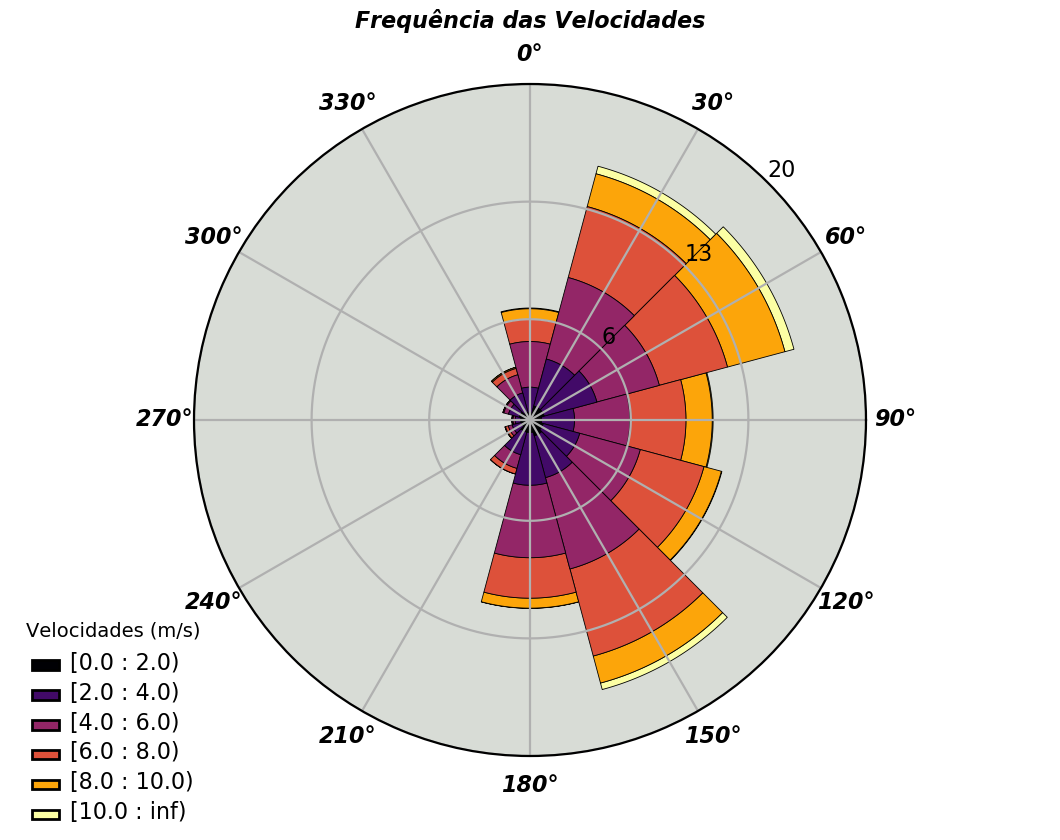 Frequência das Velocidades
0°
330°
30°
20
300°
60°
13
6
270°
90°
240°
120°
210°
150°
180°
Velocidades (m/s)
[0.0 : 2.0)
[2.0 : 4.0)
[4.0 : 6.0)
[6.0 : 8.0)
[8.0 : 10.0)
[10.0 : inf)